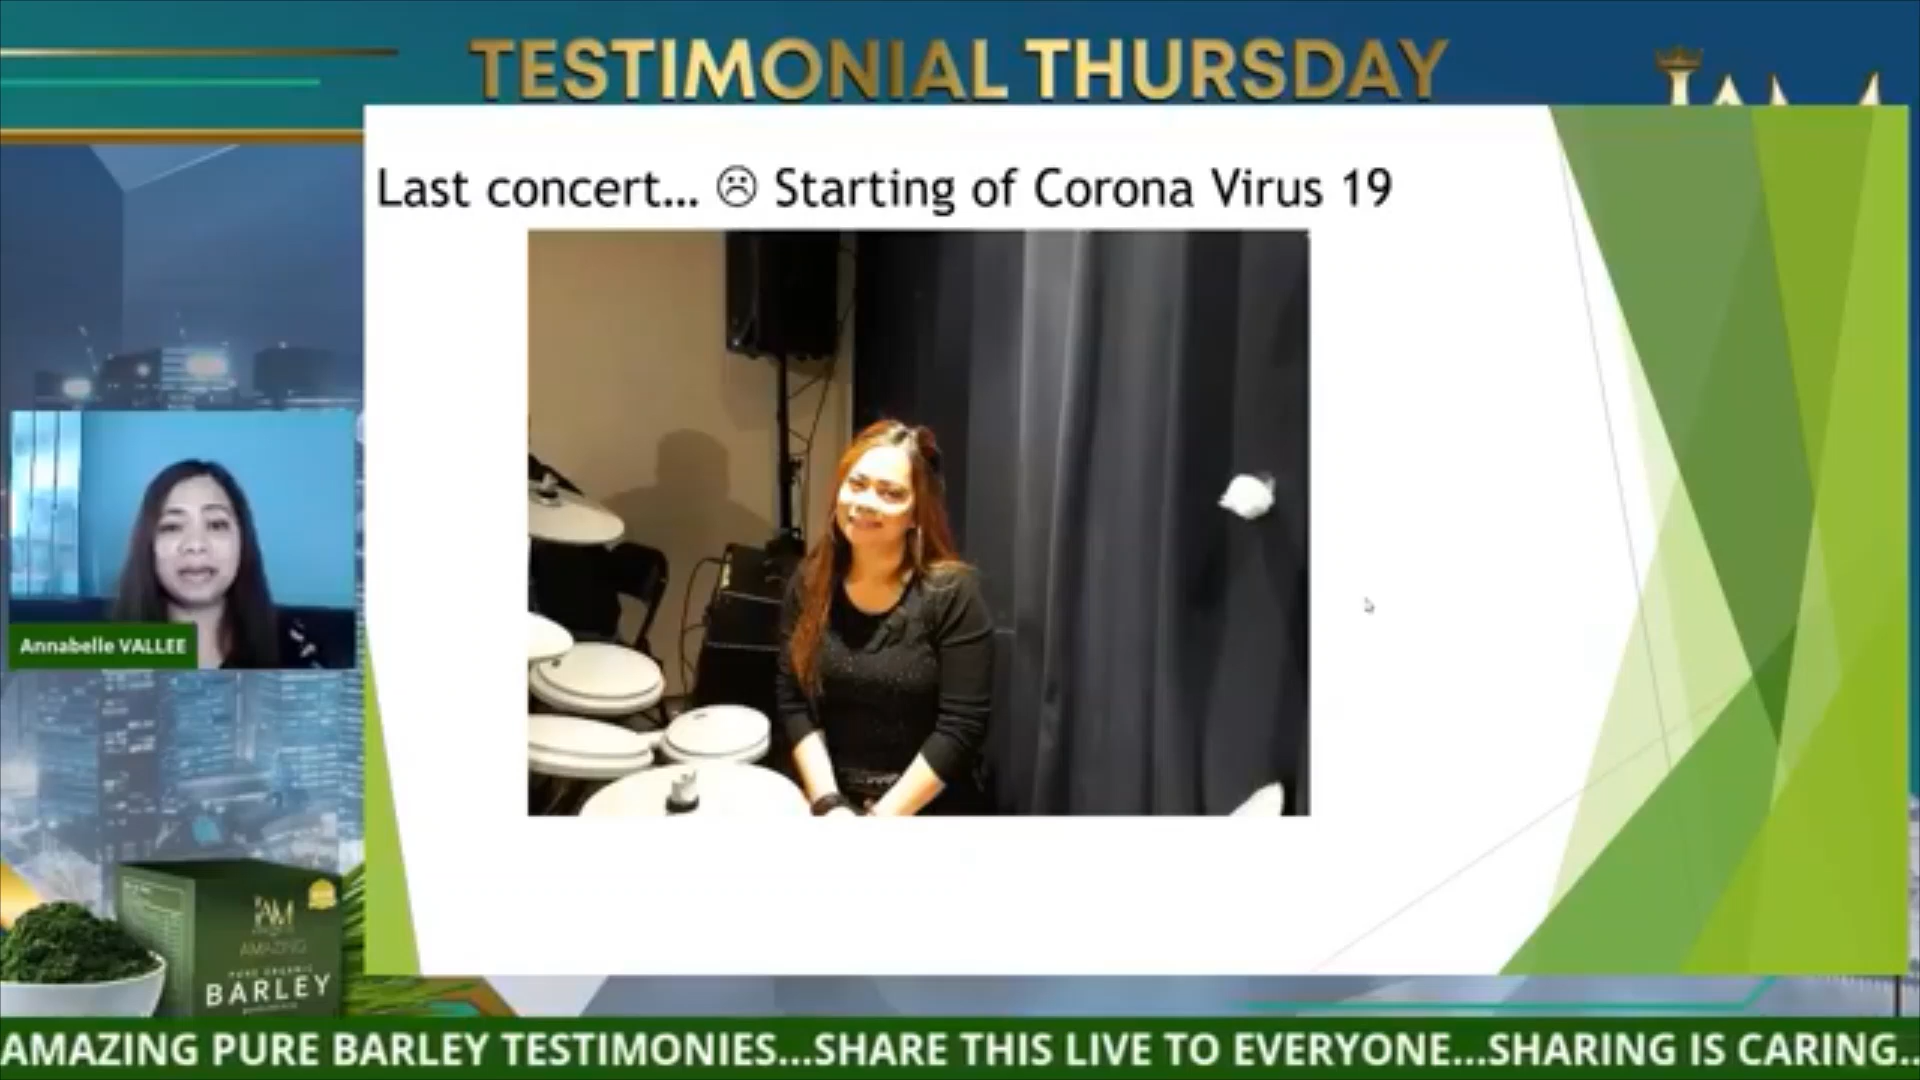 TESTIMONIAL THURSDAY
Last concert... ☹ Starting of Corona Virus 19
Annabelle VALLEE
IAM
AMAZING
PURE ORGANIC
BARLEY
AMAZING PURE BARLEY TESTIMONIES...SHARE THIS LIVE TO EVERYONE...SHARING IS CARING..